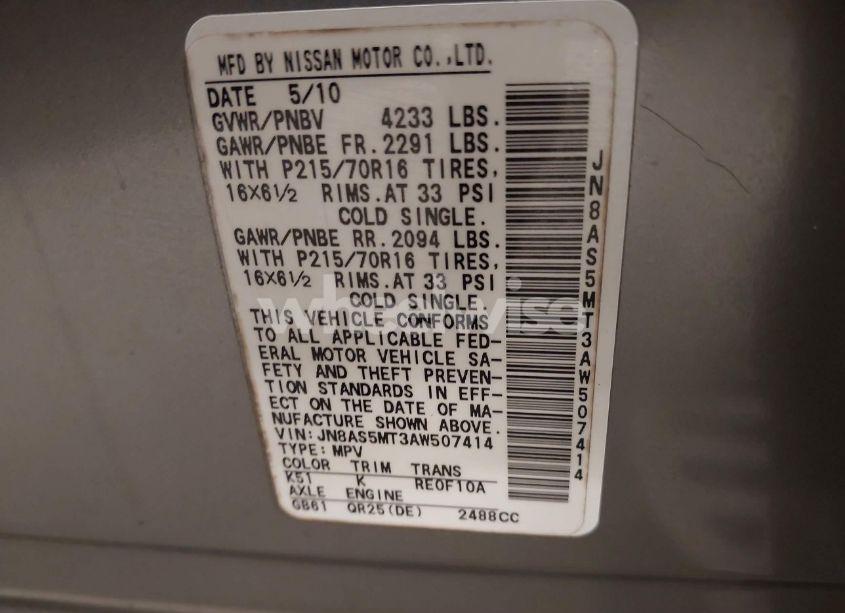 MFD BY NISSAN MOTOR CO.,LTD.
DATE 5/10
GVWR/PNBV 4233 LBS.
GAWR/PNBE FR.2291 LBS.
WITH P215/70R16 TIRES,
16X6½ RIMS.AT 33 PSI
COLD SINGLE.
GAWR/PNBE RR.2094 LBS.
WITH P215/70R16 TIRES,
16X6½ RIMS.AT 33 PSI
COLD SINGLE.
THIS VEHICLE CONFORMS
TO ALL APPLICABLE FED-
ERAL MOTOR VEHICLE SA-
FETY AND THEFT PREVEN-
TION STANDARDS IN EFF-
ECT ON THE DATE OF MA-
NUFACTURE SHOWN ABOVE.
VIN:JN8AS5MT3AW507414
TYPE:MPV
COLOR TRIM TRANS
K51 K RE0F10A
AXLE ENGINE
GB61 QR25(DE) 2488CC
JN8AS5MT3AW507414
wheelwise